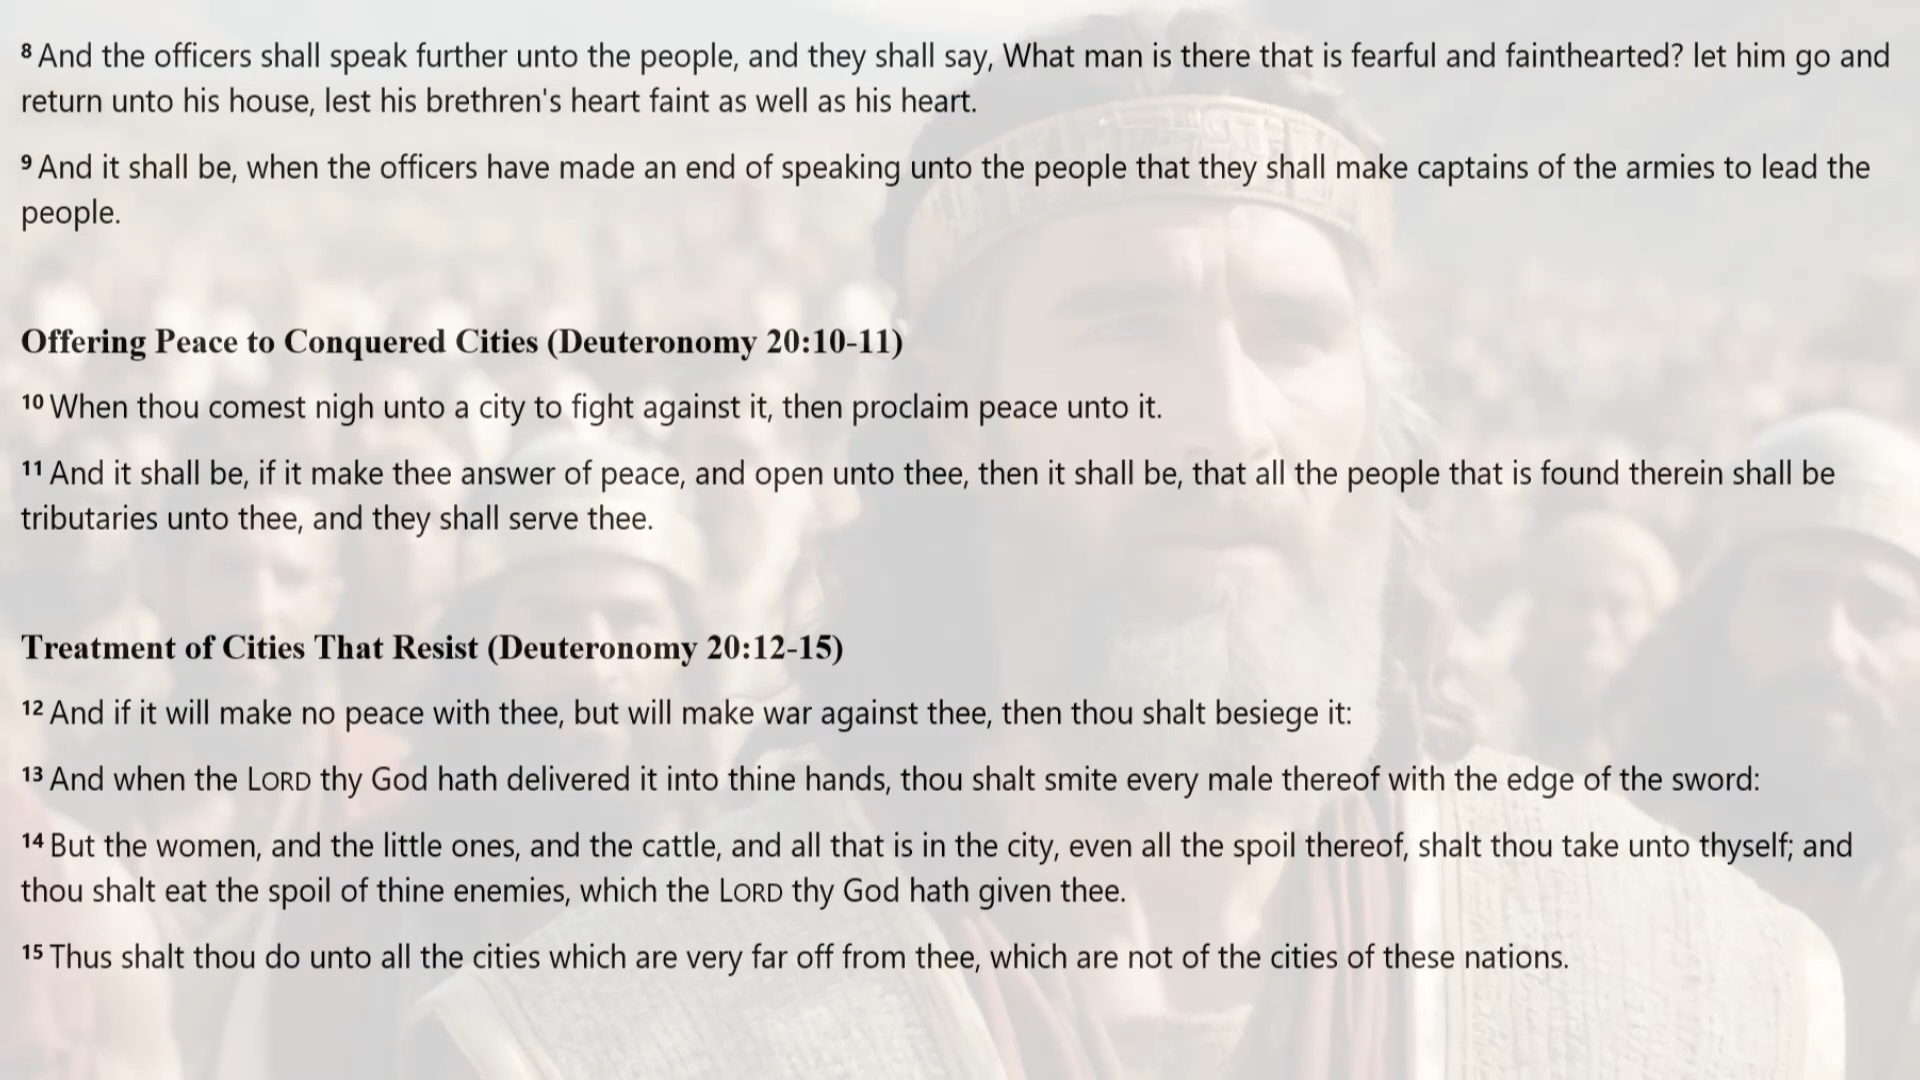 8 And the officers shall speak further unto the people, and they shall say, What man is there that is fearful and fainthearted? let him go and
return unto his house, lest his brethren's heart faint as well as his heart.
9 And it shall be, when the officers have made an end of speaking unto the people that they shall make captains of the armies to lead the
people.
Offering Peace to Conquered Cities (Deuteronomy 20:10-11)
10 When thou comest nigh unto a city to fight against it, then proclaim peace unto it.
11 And it shall be, if it make thee answer of peace, and open unto thee, then it shall be, that all the people that is found therein shall be
tributaries unto thee, and they shall serve thee.
Treatment of Cities That Resist (Deuteronomy 20:12-15)
12 And if it will make no peace with thee, but will make war against thee, then thou shalt besiege it:
13 And when the LORD thy God hath delivered it into thine hands, thou shalt smite every male thereof with the edge of the sword:
14 But the women, and the little ones, and the cattle, and all that is in the city, even all the spoil thereof, shalt thou take unto thyself; and
thou shalt eat the spoil of thine enemies, which the LORD thy God hath given thee.
15 Thus shalt thou do unto all the cities which are very far off from thee, which are not of the cities of these nations.